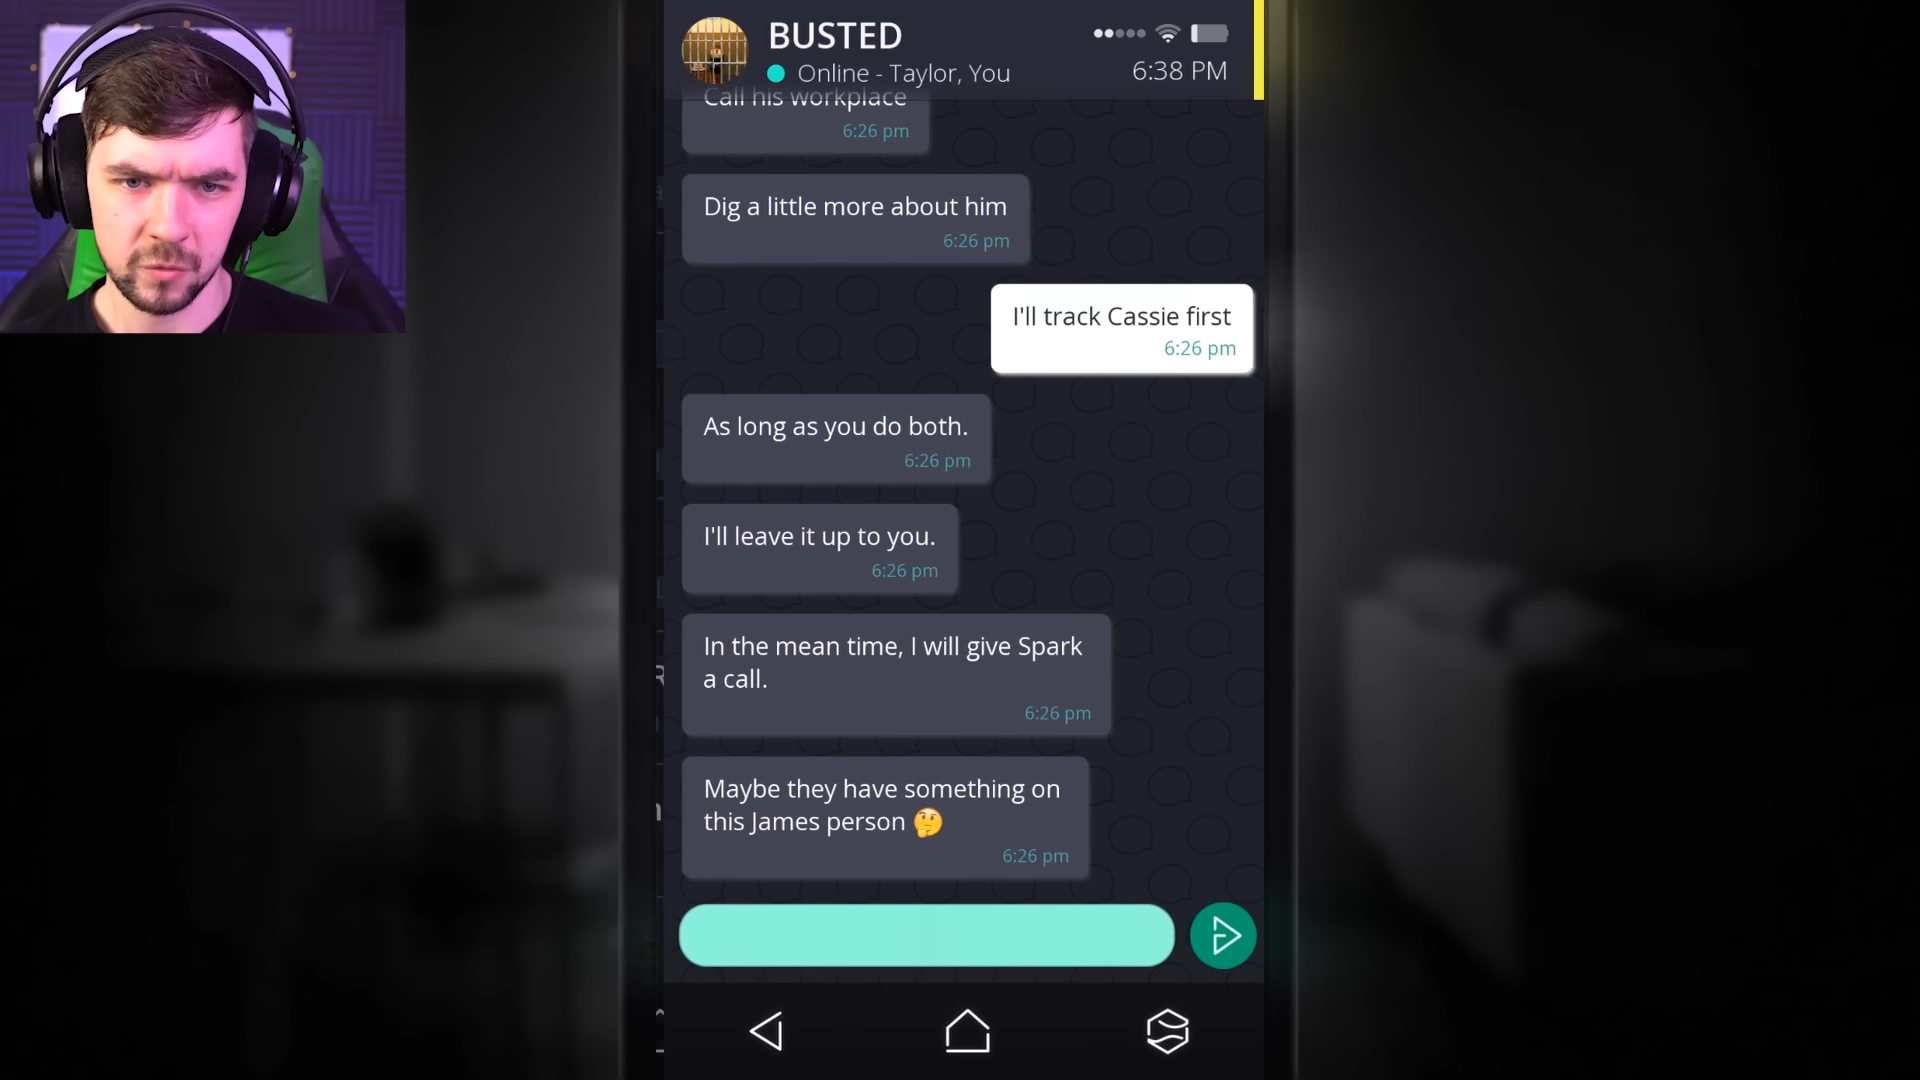 BUSTED
Online - Taylor, You
6:38 PM
Call his workplace
6:26 pm
Dig a little more about him
6:26 pm
I'll track Cassie first
6:26 pm
As long as you do both.
6:26 pm
I'll leave it up to you.
6:26 pm
In the mean time, I will give Spark
a call.
6:26 pm
Maybe they have something on
this James person 🤔
6:26 pm